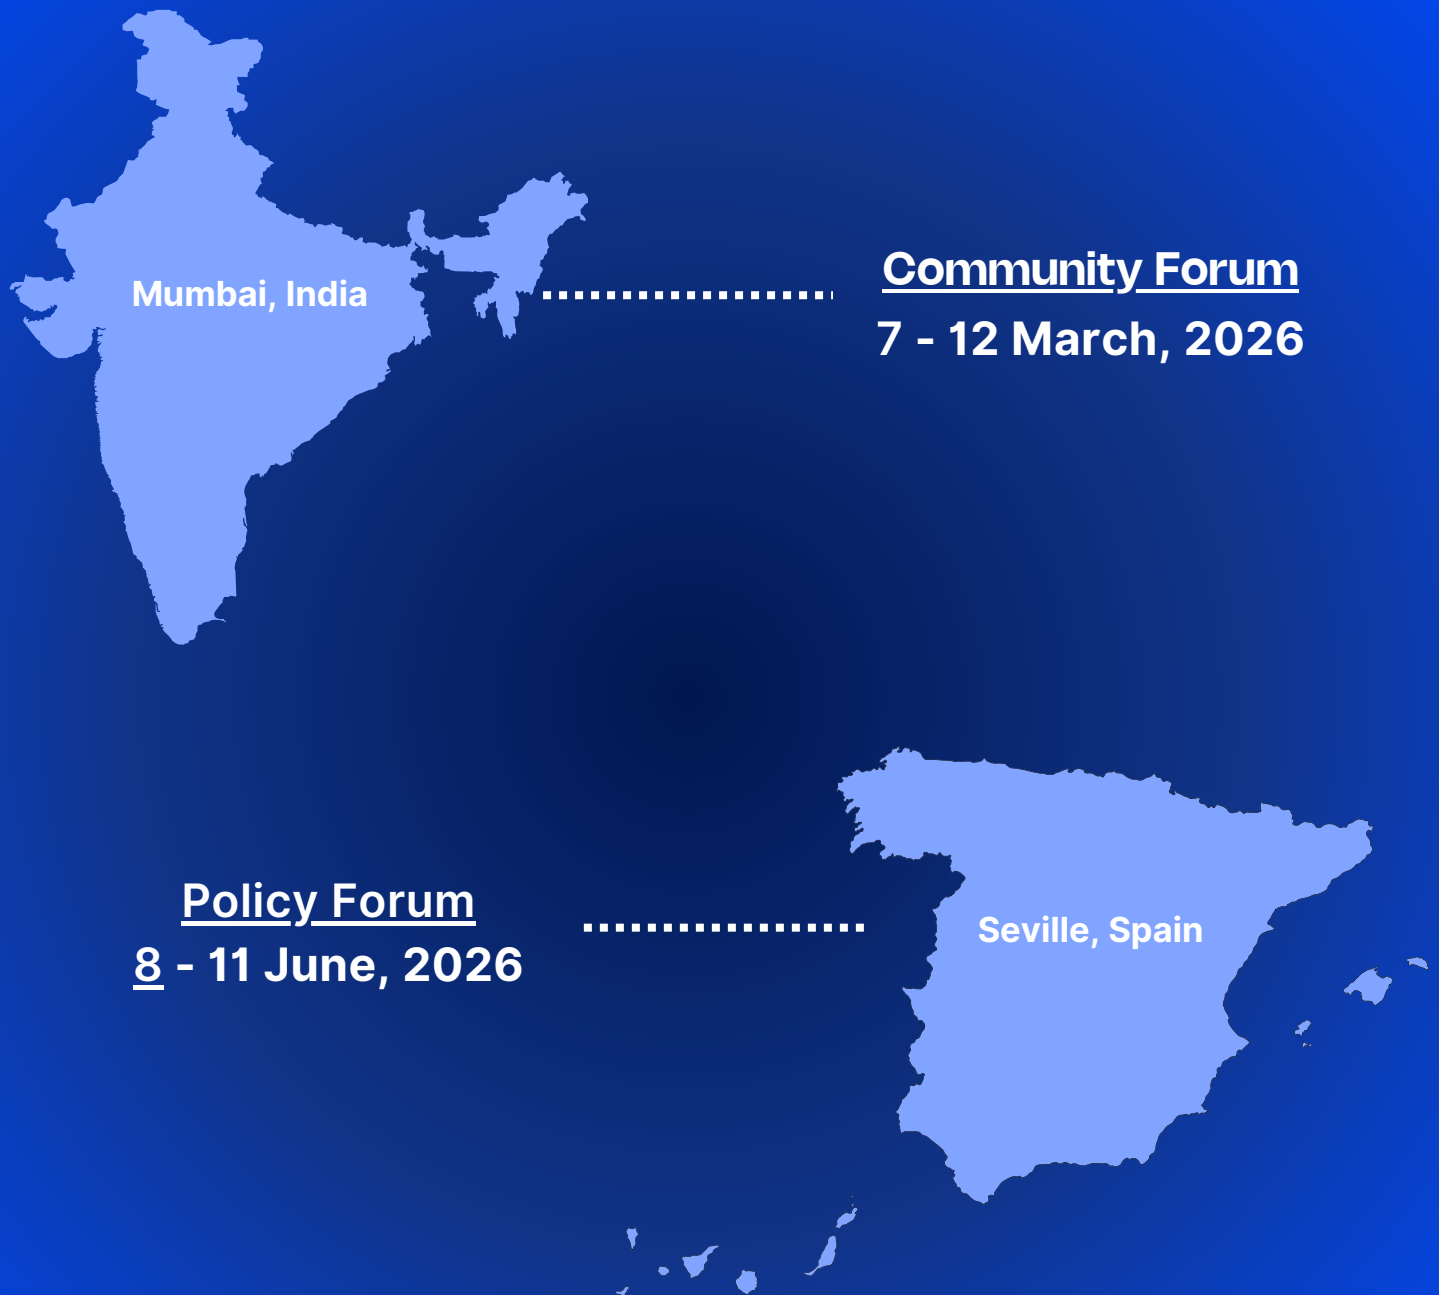 Mumbai, India
Community Forum
7 - 12 March, 2026
Policy Forum
8 - 11 June, 2026
Seville, Spain